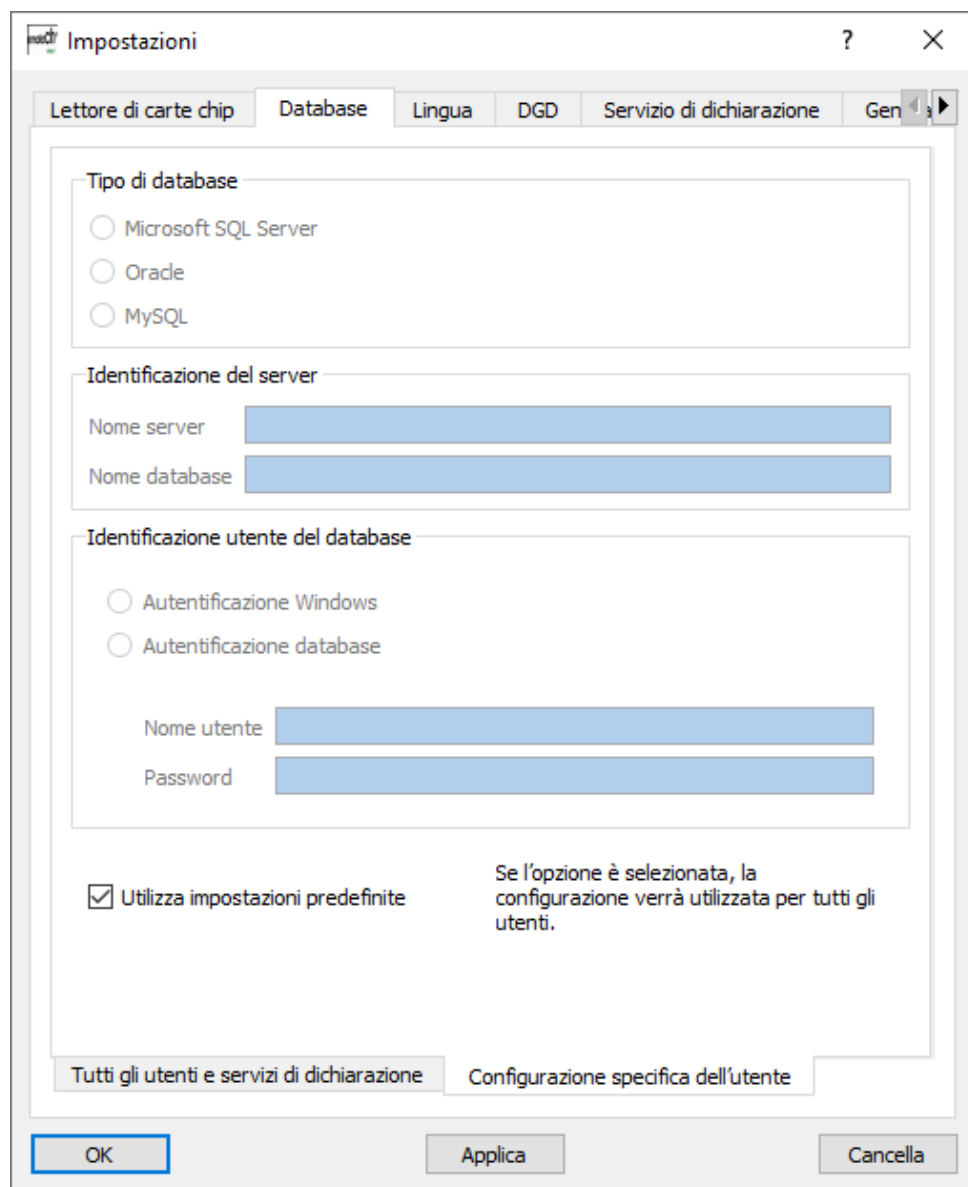 Impostazioni
?
Lettore di carte chip Database Lingua DGD Servizio di dichiarazione
Tipo di database
Microsoft SQL Server
Oracle
MySQL
Identificazione del server
Nome server
Nome database
Identificazione utente del database
Autentificazione Windows
Autentificazione database
Nome utente
Password
Utilizza impostazioni predefinite
Se l'opzione è selezionata, la
configurazione verrà utilizzata per tutti gli
utenti.
Tutti gli utenti e servizi di dichiarazione Configurazione specifica dell'utente
OK Applica Cancella